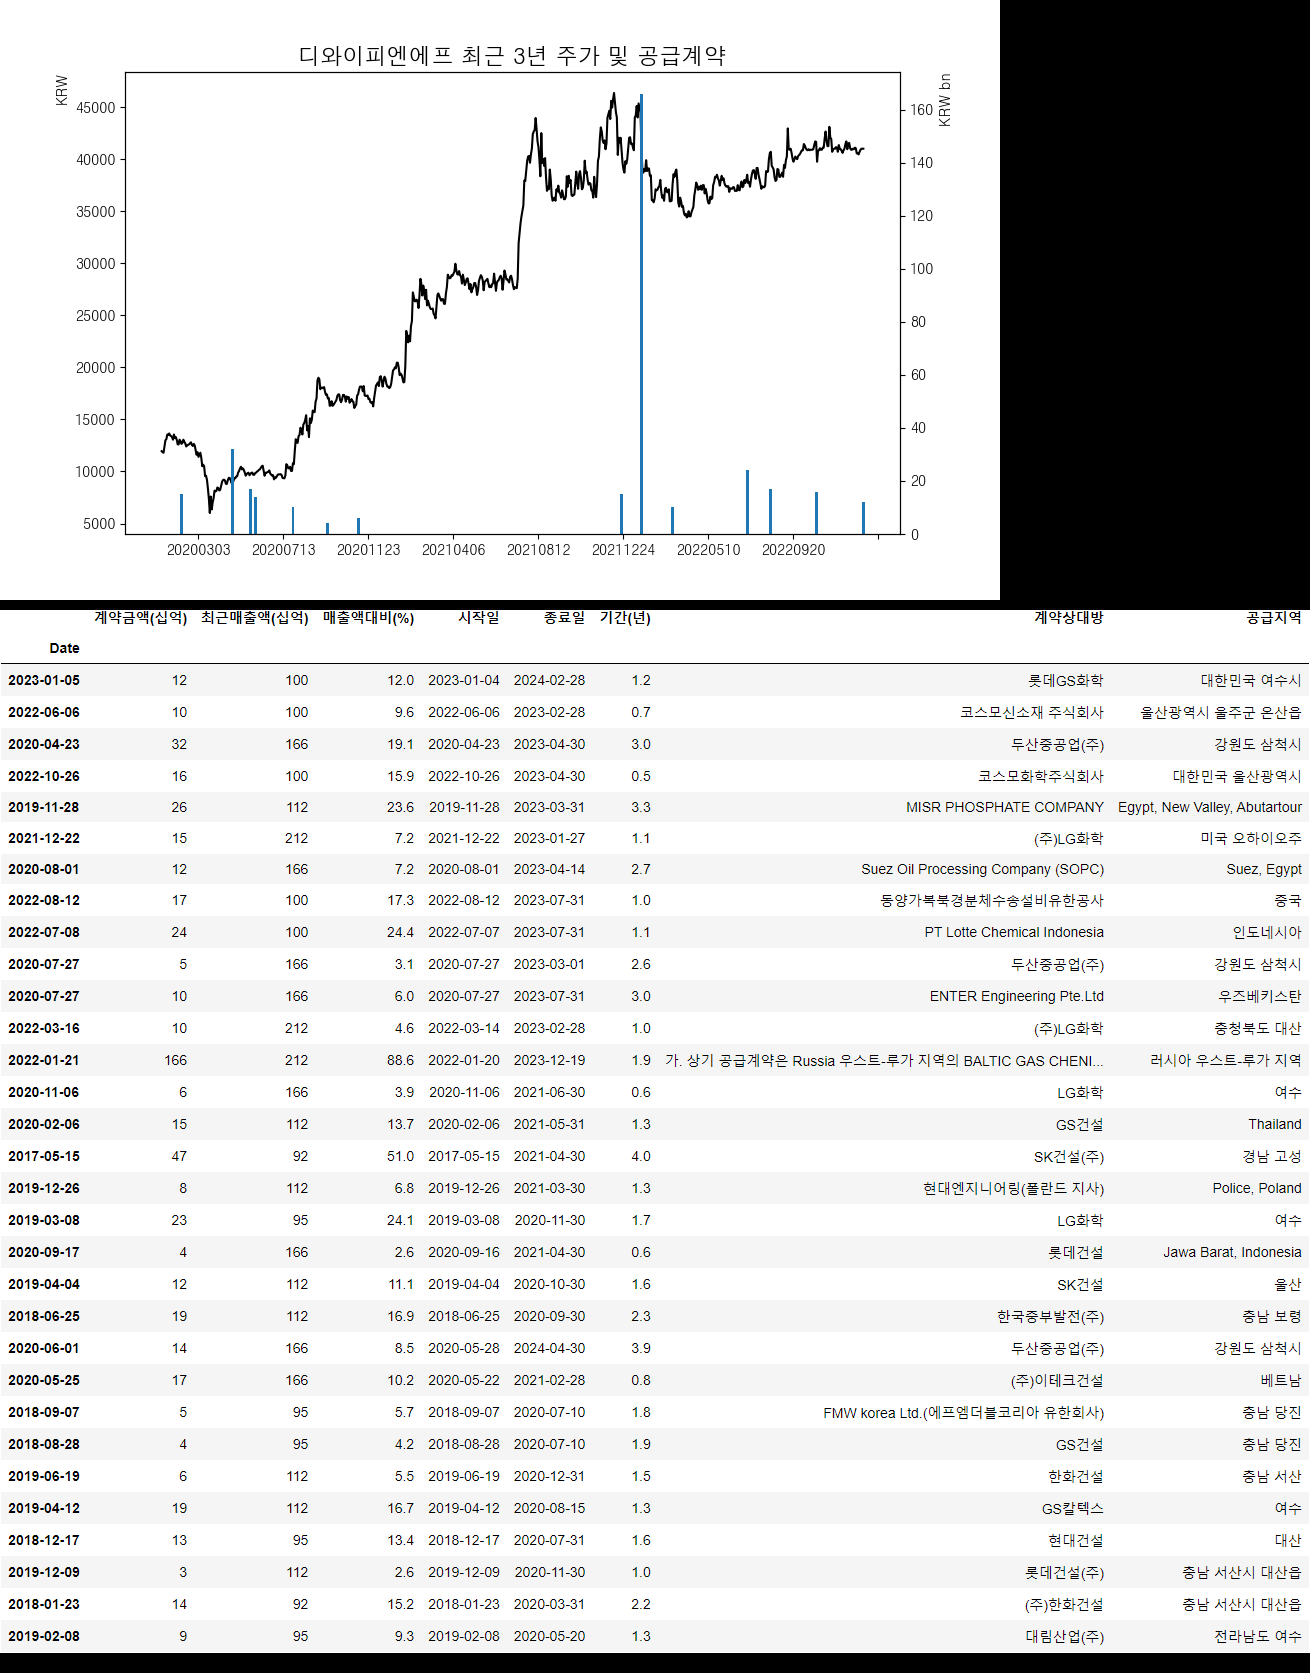 디와이피엔에프 최근 3년 주가 및 공급계약
KRW
KRW bn
45000
40000
35000
30000
25000
20000
15000
10000
5000
160
140
120
100
80
60
40
20
0
20200303 20200713 20201123 20210406 20210812 20211224 20220510 20220920
계약금액(십억) 최근매출액(십억) 매출액대비(%) 시작일 종료일 기간(년) 계약상대방 공급지역
Date
2023-01-05 12 100 12.0 2023-01-04 2024-02-28 1.2 롯데GS화학 대한민국 여수시
2022-06-06 10 100 9.6 2022-06-06 2023-02-28 0.7 코스모신소재 주식회사 울산광역시 울주군 온산읍
2020-04-23 32 166 19.1 2020-04-23 2023-04-30 3.0 두산중공업(주) 강원도 삼척시
2022-10-26 16 100 15.9 2022-10-26 2023-04-30 0.5 코스모화학주식회사 대한민국 울산광역시
2019-11-28 26 112 23.6 2019-11-28 2023-03-31 3.3 MISR PHOSPHATE COMPANY Egypt, New Valley, Abutartour
2021-12-22 15 212 7.2 2021-12-22 2023-01-27 1.1 (주)LG화학 미국 오하이오주
2020-08-01 12 166 7.2 2020-08-01 2023-04-14 2.7 Suez Oil Processing Company (SOPC) Suez, Egypt
2022-08-12 17 100 17.3 2022-08-12 2023-07-31 1.0 동양가복북경분체수송설비유한공사 중국
2022-07-08 24 100 24.4 2022-07-07 2023-07-31 1.1 PT Lotte Chemical Indonesia 인도네시아
2020-07-27 5 166 3.1 2020-07-27 2023-03-01 2.6 두산중공업(주) 강원도 삼척시
2020-07-27 10 166 6.0 2020-07-27 2023-07-31 3.0 ENTER Engineering Pte.Ltd 우즈베키스탄
2022-03-16 10 212 4.6 2022-03-14 2023-02-28 1.0 (주)LG화학 충청북도 대산
2022-01-21 166 212 88.6 2022-01-20 2023-12-19 1.9 가. 상기 공급계약은 Russia 우스트-루가 지역의 BALTIC GAS CHENI... 러시아 우스트-루가 지역
2020-11-06 6 166 3.9 2020-11-06 2021-06-30 0.6 LG화학 여수
2020-02-06 15 112 13.7 2020-02-06 2021-05-31 1.3 GS건설 Thailand
2017-05-15 47 92 51.0 2017-05-15 2021-04-30 4.0 SK건설(주) 경남 고성
2019-12-26 8 112 6.8 2019-12-26 2021-03-30 1.3 현대엔지니어링(폴란드 지사) Police, Poland
2019-03-08 23 95 24.1 2019-03-08 2020-11-30 1.7 LG화학 여수
2020-09-17 4 166 2.6 2020-09-16 2021-04-30 0.6 롯데건설 Jawa Barat, Indonesia
2019-04-04 12 112 11.1 2019-04-04 2020-10-30 1.6 SK건설 울산
2018-06-25 19 112 16.9 2018-06-25 2020-09-30 2.3 한국중부발전(주) 충남 보령
2020-06-01 14 166 8.5 2020-05-28 2024-04-30 3.9 두산중공업(주) 강원도 삼척시
2020-05-25 17 166 10.2 2020-05-22 2021-02-28 0.8 (주)이테크건설 베트남
2018-09-07 5 95 5.7 2018-09-07 2020-07-10 1.8 FMW korea Ltd.(에프엠더블코리아 유한회사) 충남 당진
2018-08-28 4 95 4.2 2018-08-28 2020-07-10 1.9 GS건설 충남 당진
2019-06-19 6 112 5.5 2019-06-19 2020-12-31 1.5 한화건설 충남 서산
2019-04-12 19 112 16.7 2019-04-12 2020-08-15 1.3 GS칼텍스 여수
2018-12-17 13 95 13.4 2018-12-17 2020-07-31 1.6 현대건설 대산
2019-12-09 3 112 2.6 2019-12-09 2020-11-30 1.0 롯데건설(주) 충남 서산시 대산읍
2018-01-23 14 92 15.2 2018-01-23 2020-03-31 2.2 (주)한화건설 충남 서산시 대산읍
2019-02-08 9 95 9.3 2019-02-08 2020-05-20 1.3 대림산업(주) 전라남도 여수